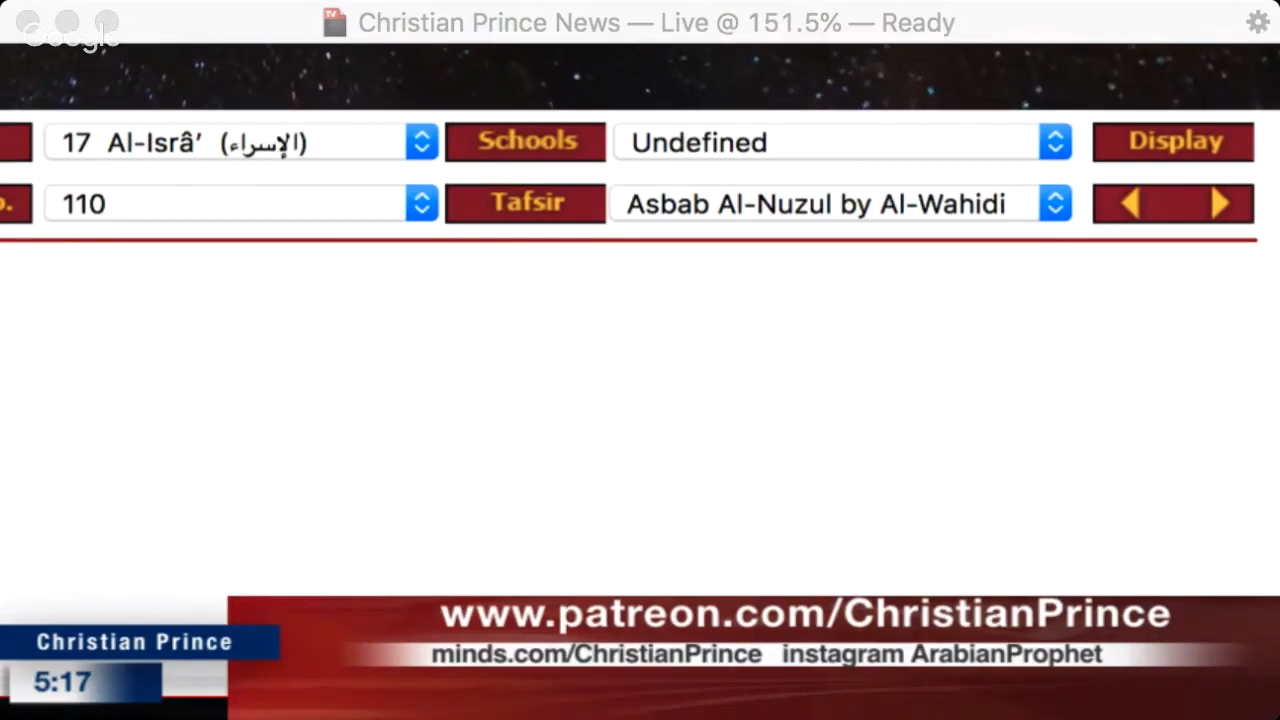 Christian Prince News — Live @ 151.5% — Ready
Google
17 Al-Isrâ’ (الإسراء) Schools Undefined Display
o. 110 Tafsir Asbab Al-Nuzul by Al-Wahidi
www.patreon.com/ChristianPrince
Christian Prince
minds.com/ChristianPrince instagram ArabianProphet
5:17